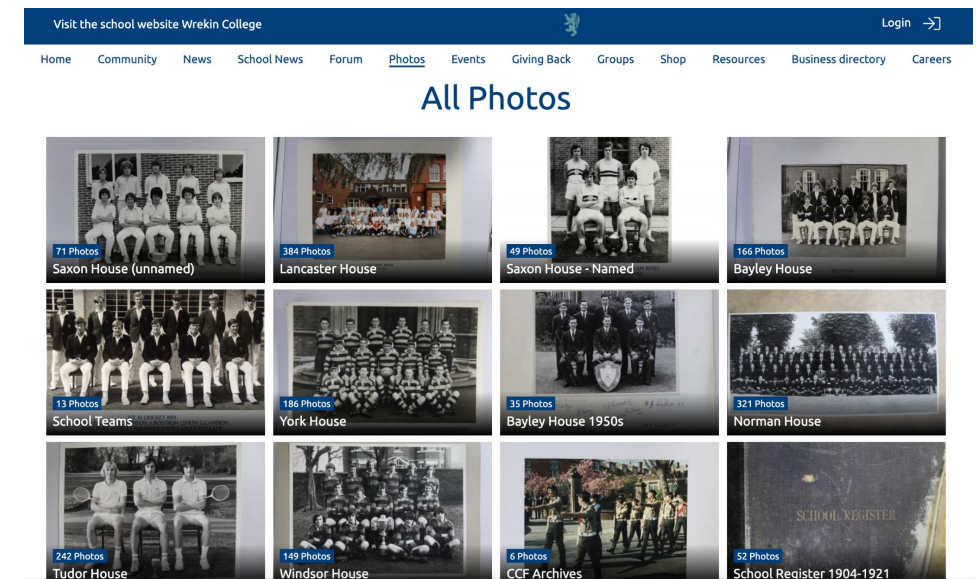 Visit the school website Wrekin College
Login
Home Community News School News Forum Photos Events Giving Back Groups Shop Resources Business directory Careers
All Photos
71 Photos
Saxon House (unnamed)
384 Photos
Lancaster House
49 Photos
Saxon House - Named
166 Photos
Bayley House
13 Photos
School Teams
186 Photos
York House
35 Photos
Bayley House 1950s
321 Photos
Norman House
242 Photos
Tudor House
149 Photos
Windsor House
6 Photos
CCF Archives
SCHOOL REGISTER
52 Photos
School Register 1904-1921